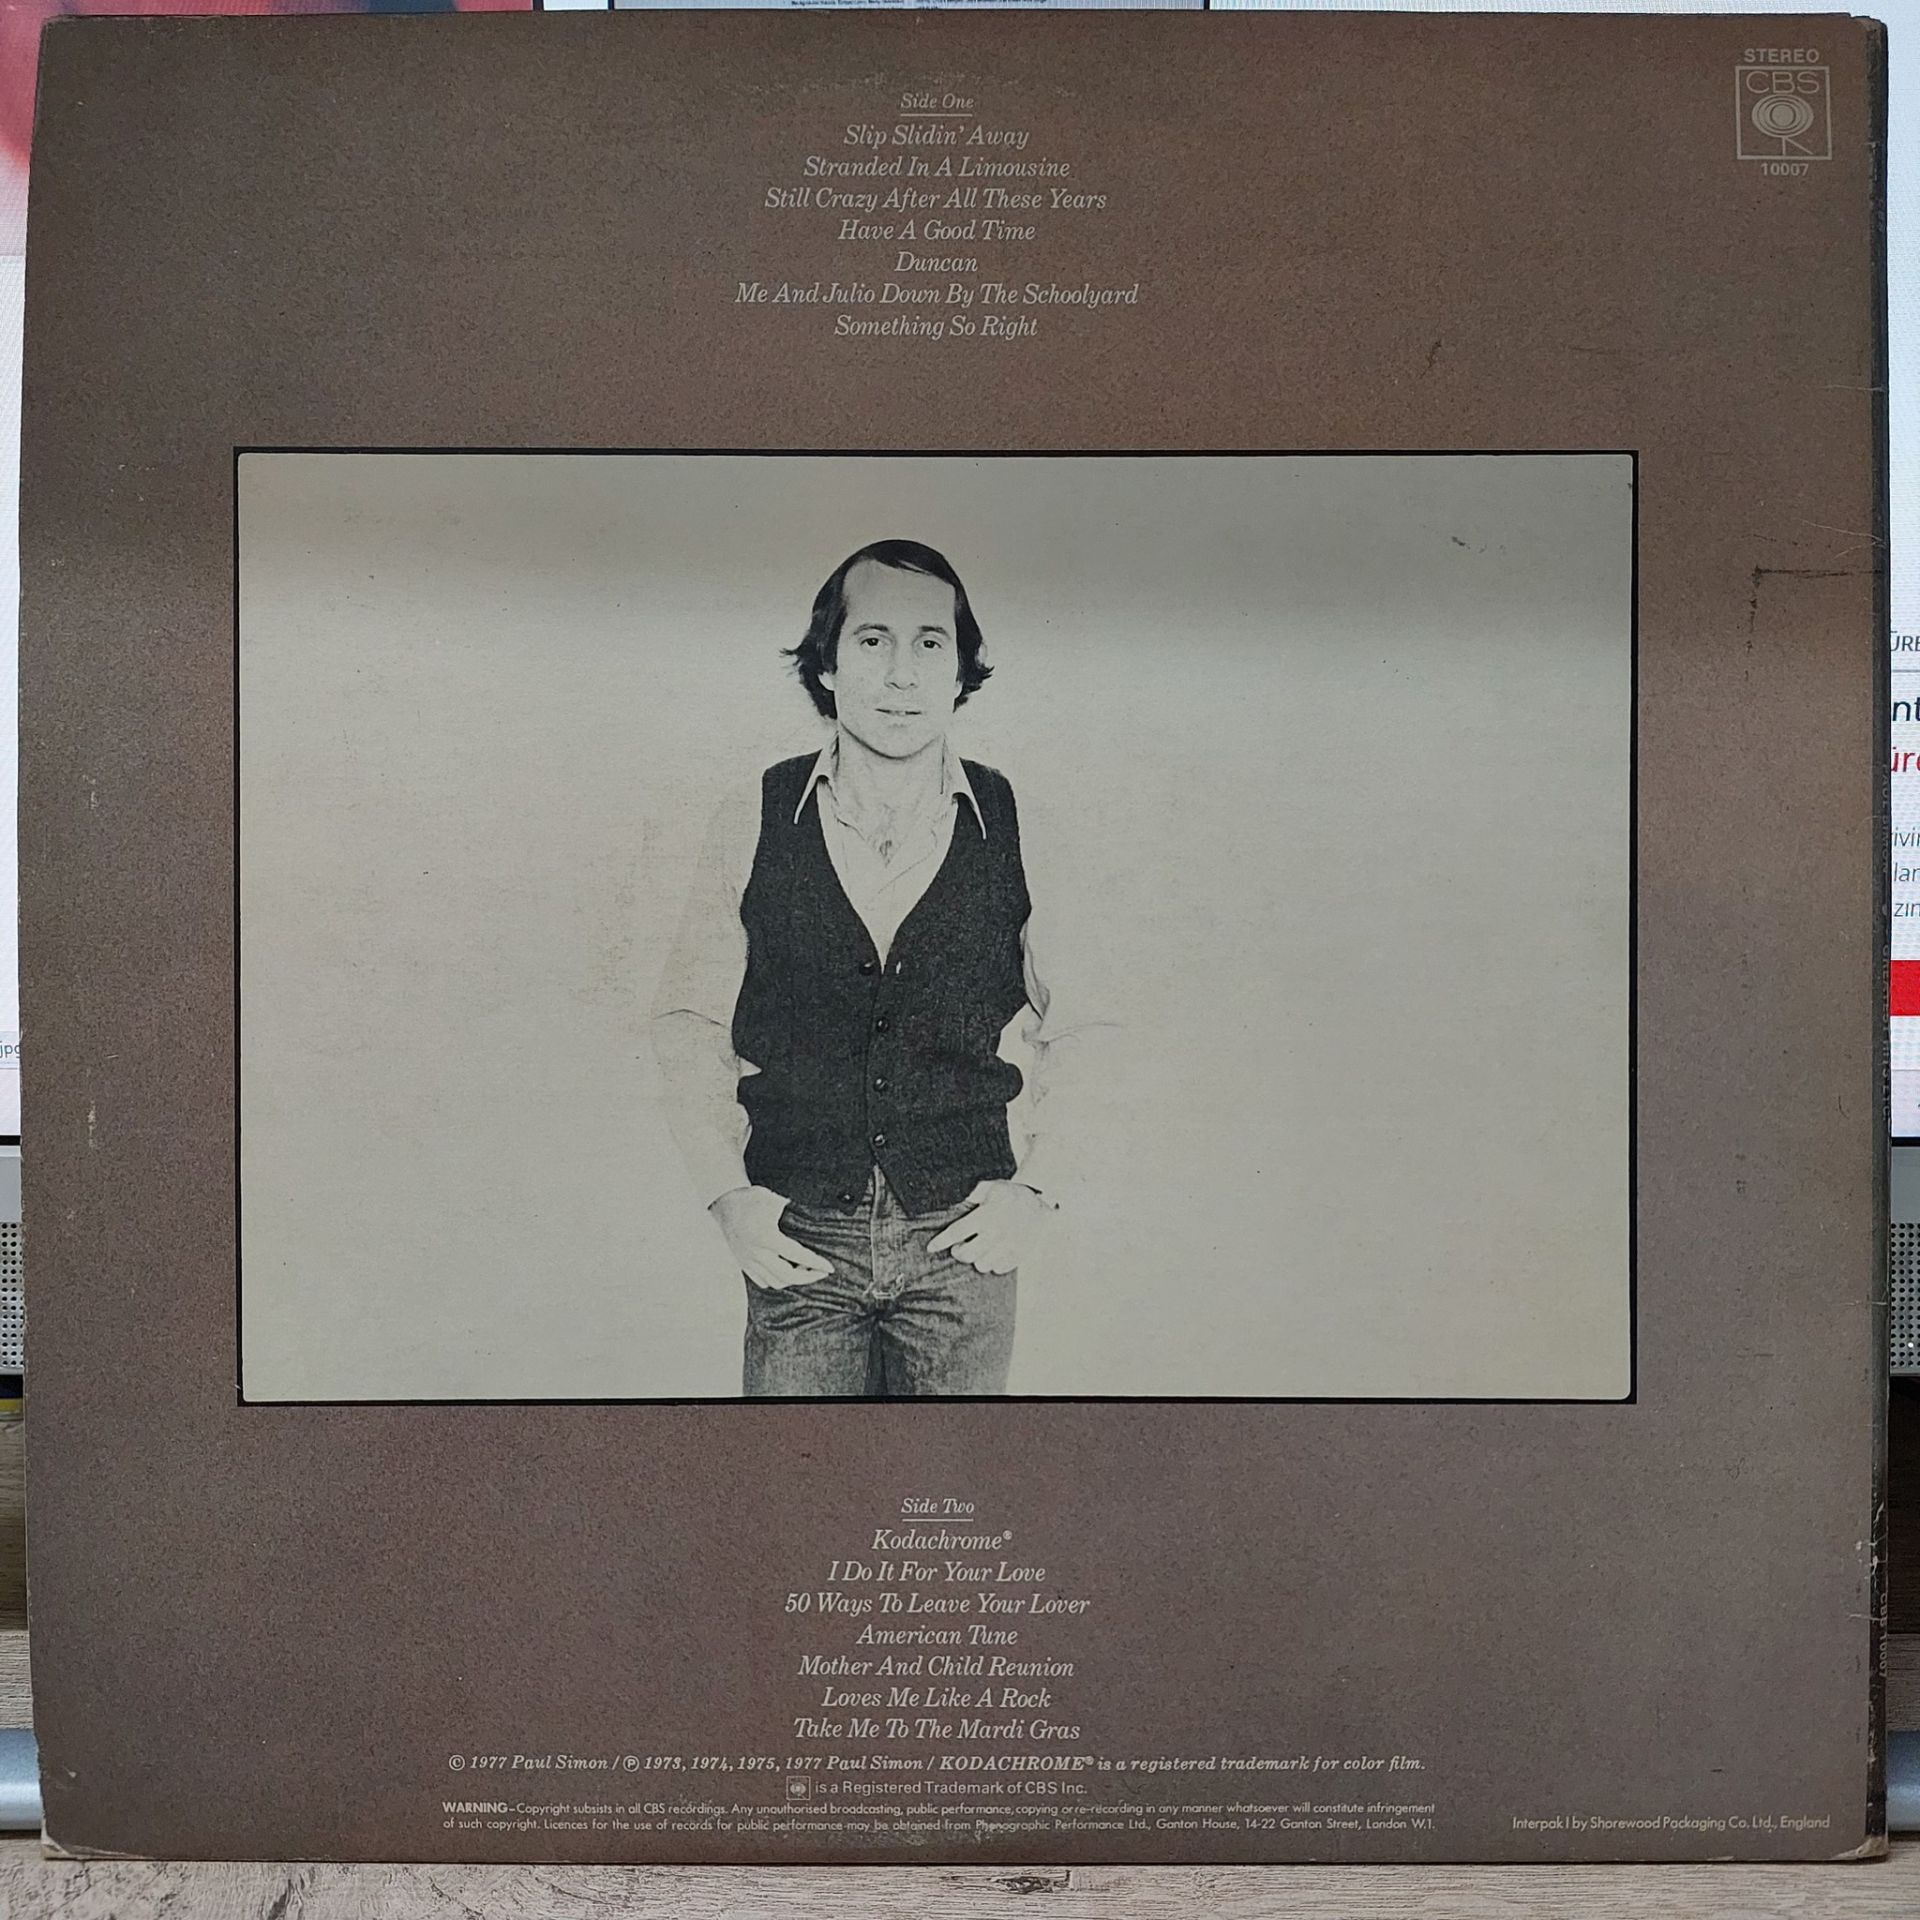 STEREO
CBS
10007
Side One
Slip Slidin' Away
Stranded In A Limousine
Still Crazy After All These Years
Have A Good Time
Duncan
Me And Julio Down By The Schoolyard
Something So Right
Side Two
Kodachrome®
I Do It For Your Love
50 Ways To Leave Your Lover
American Tune
Mother And Child Reunion
Loves Me Like A Rock
Take Me To The Mardi Gras
© 1977 Paul Simon / ℗ 1973, 1974, 1975, 1977 Paul Simon / KODACHROME® is a registered trademark for color film.
is a Registered Trademark of CBS Inc.
WARNING–Copyright subsists in all CBS recordings. Any unauthorised broadcasting, public performance, copying or re-recording in any manner whatsoever will constitute infringement
of such copyright. Licences for the use of records for public performance may be obtained from Phonographic Performance Ltd., Ganton House, 14-22 Ganton Street, London W.1.
Interpak I by Shorewood Packaging Co. Ltd., England